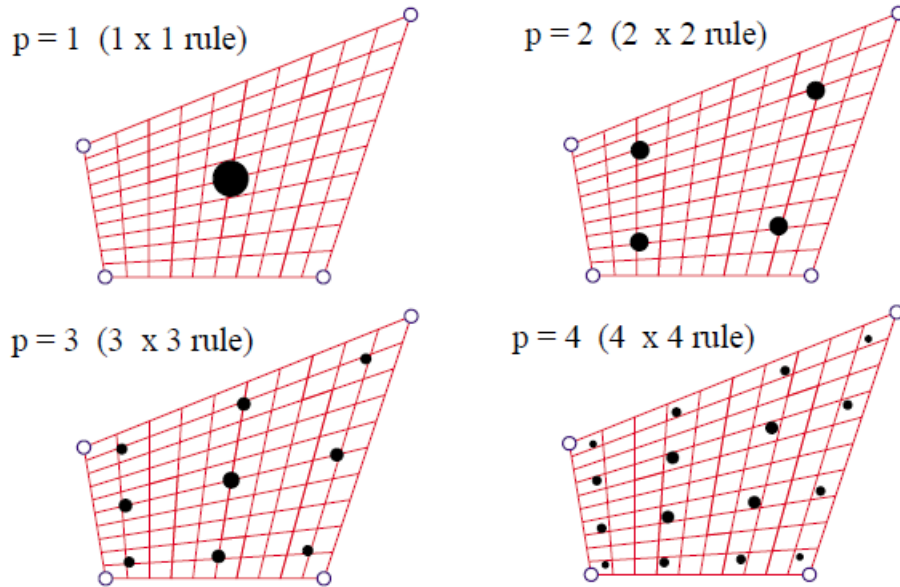 p = 1  (1 x 1 rule)
p = 2  (2  x 2 rule)
p = 3  (3  x 3 rule)
p = 4  (4  x 4 rule)